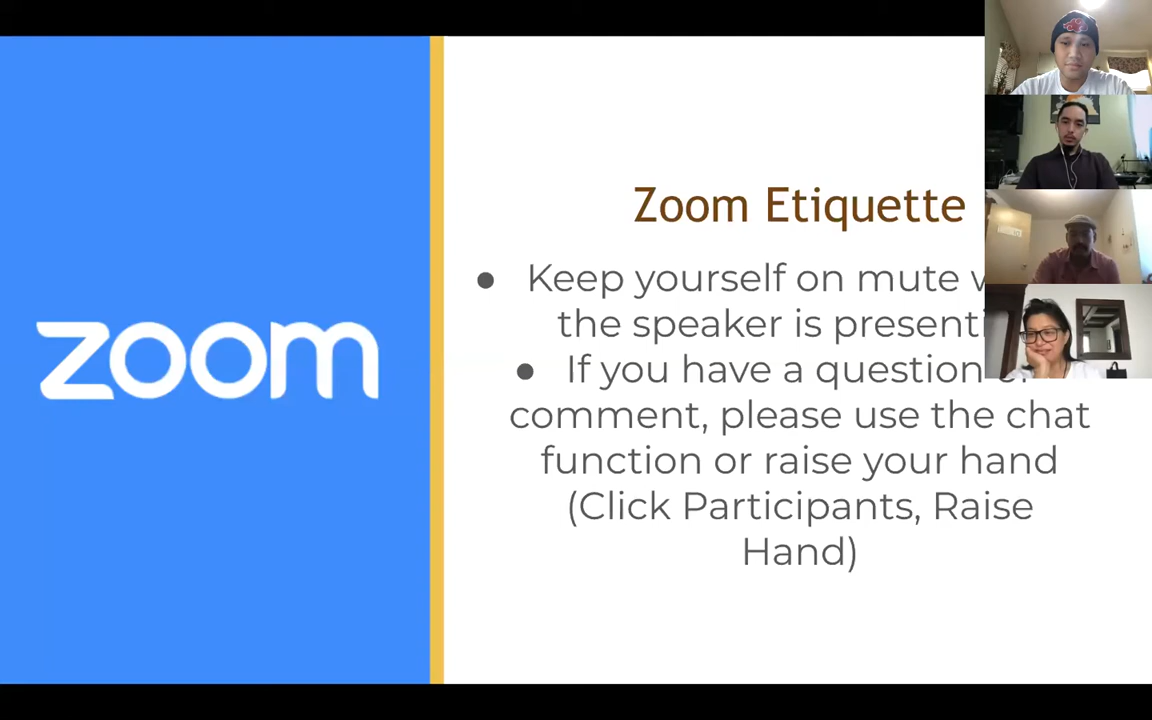 zoom
Zoom Etiquette
● Keep yourself on mute
the speaker is presenti
● If you have a question
comment, please use the chat
function or raise your hand
(Click Participants, Raise
Hand)